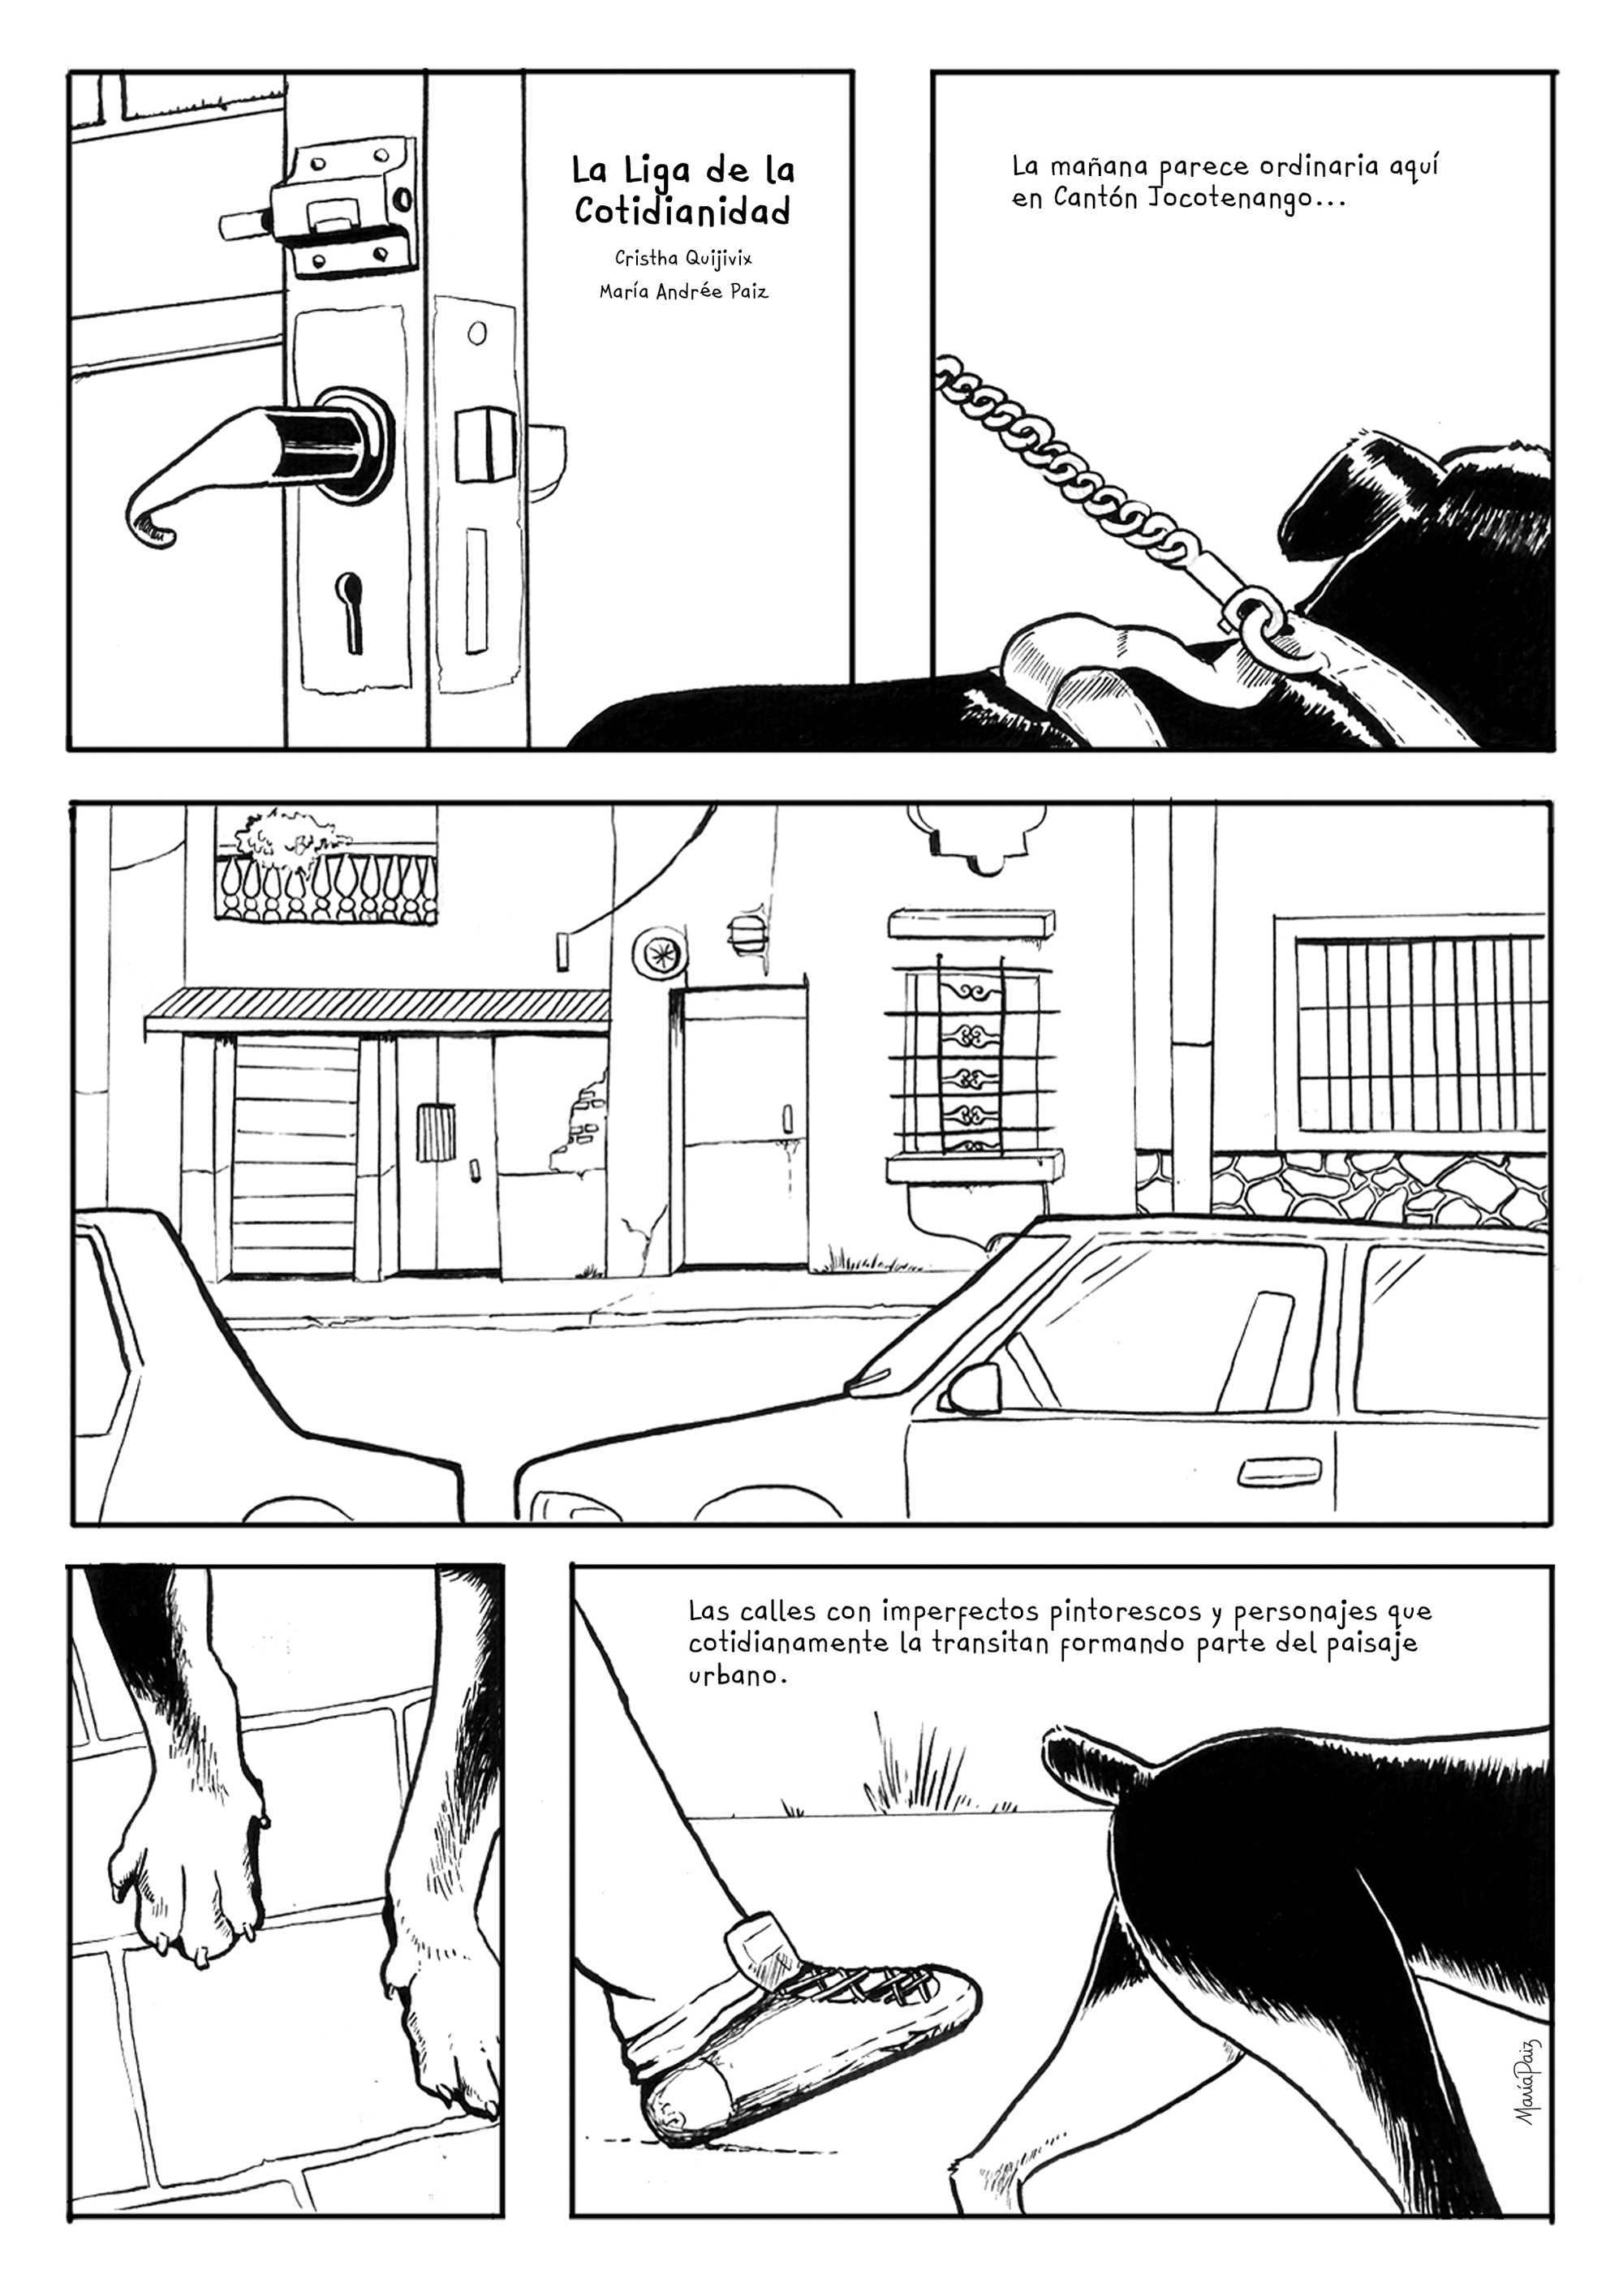 La Liga de la
Cotidianidad
Cristha Quijivix
María Andrée Paiz
La mañana parece ordinaria aquí
en Cantón Jocotenango...
Las calles con imperfectos pintorescos y personajes que
cotidianamente la transitan formando parte del paisaje
urbano.
MaríaPaiz